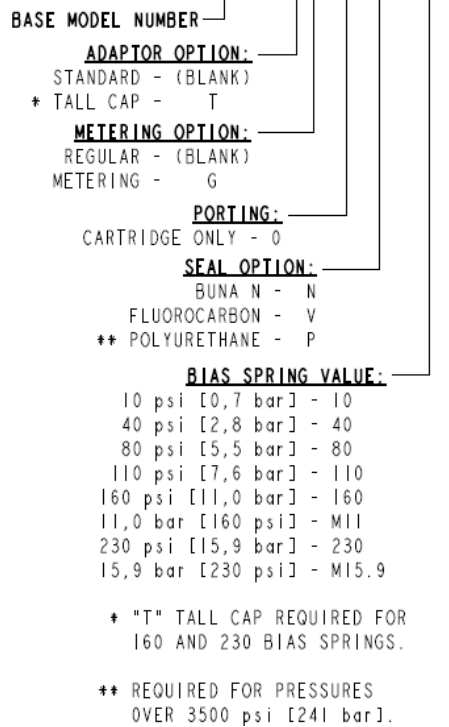 BASE MODEL NUMBER
ADAPTOR OPTION:
STANDARD - (BLANK)
* TALL CAP - T
METERING OPTION:
REGULAR - (BLANK)
METERING - G
PORTING:
CARTRIDGE ONLY - 0
SEAL OPTION:
BUNA N - N
FLUOROCARBON - V
** POLYURETHANE - P
BIAS SPRING VALUE:
10 psi [0,7 bar] - 10
40 psi [2,8 bar] - 40
80 psi [5,5 bar] - 80
110 psi [7,6 bar] - 110
160 psi [11,0 bar] - 160
11,0 bar [160 psi] - M11
230 psi [15,9 bar] - 230
15,9 bar [230 psi] - M15.9
* "T" TALL CAP REQUIRED FOR
160 AND 230 BIAS SPRINGS.
** REQUIRED FOR PRESSURES
OVER 3500 psi [241 bar].